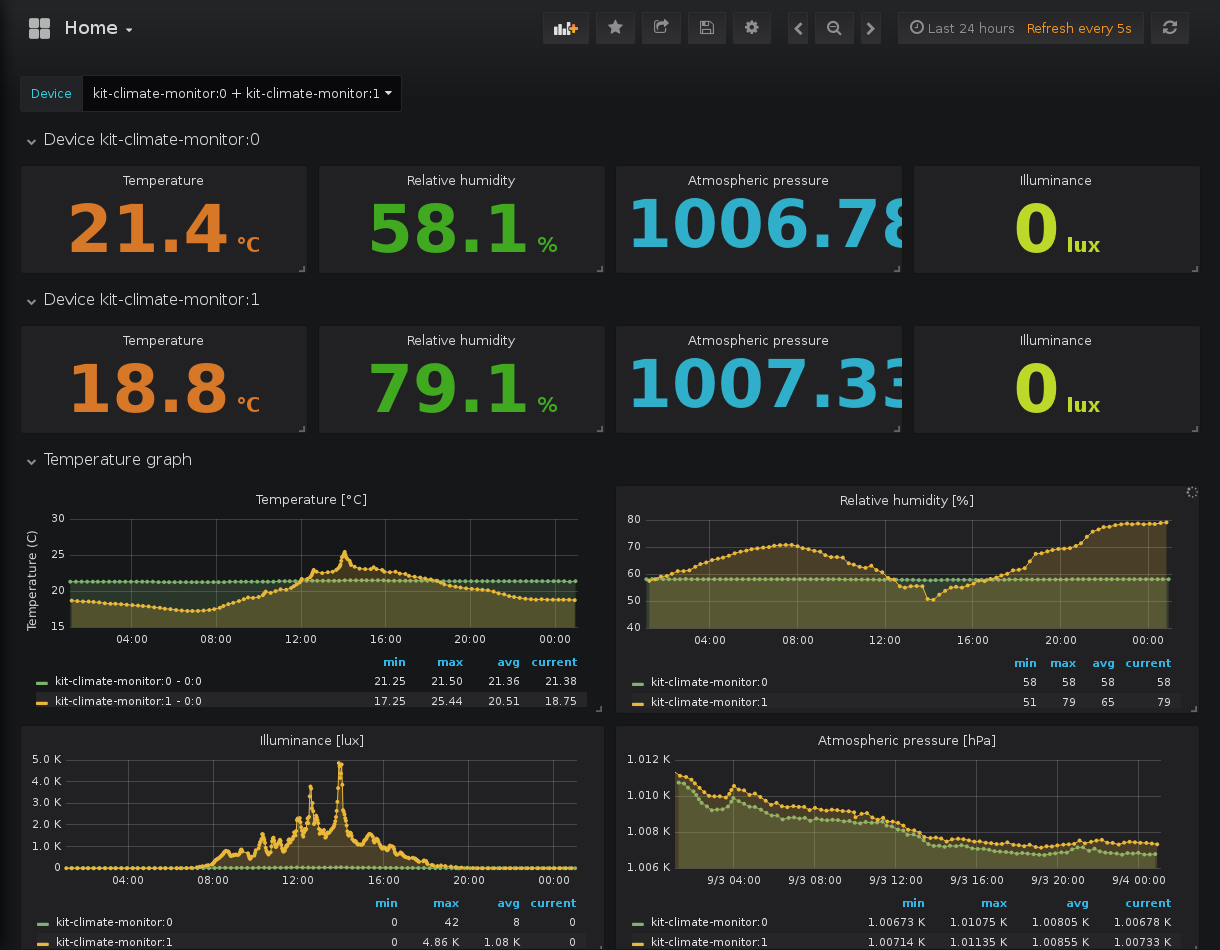 Home
Last 24 hours Refresh every 5s
Device kit-climate-monitor:0 + kit-climate-monitor:1
Device kit-climate-monitor:0
Temperature Relative humidity Atmospheric pressure Illuminance
21.4 °C 58.1 % 1006.78 0 lux
Device kit-climate-monitor:1
Temperature Relative humidity Atmospheric pressure Illuminance
18.8 °C 79.1 % 1007.33 0 lux
Temperature graph
Temperature [°C]
Temperature (C)
30
25
20
15
04:00 08:00 12:00 16:00 20:00 00:00
min max avg current
kit-climate-monitor:0 - 0:0 21.25 21.50 21.36 21.38
kit-climate-monitor:1 - 0:0 17.25 25.44 20.51 18.75
Relative humidity [%]
80
70
60
50
40
04:00 08:00 12:00 16:00 20:00 00:00
min max avg current
kit-climate-monitor:0 58 58 58 58
kit-climate-monitor:1 51 79 65 79
Illuminance [lux]
5.0 K
4.0 K
3.0 K
2.0 K
1.0 K
0
04:00 08:00 12:00 16:00 20:00 00:00
min max avg current
kit-climate-monitor:0 0 42 8 0
kit-climate-monitor:1 0 4.86 K 1.08 K 0
Atmospheric pressure [hPa]
1.012 K
1.010 K
1.008 K
1.006 K
9/3 04:00 9/3 08:00 9/3 12:00 9/3 16:00 9/3 20:00 9/4 00:00
min max avg current
kit-climate-monitor:0 1.00673 K 1.01075 K 1.00805 K 1.00678 K
kit-climate-monitor:1 1.00714 K 1.01135 K 1.00855 K 1.00733 K